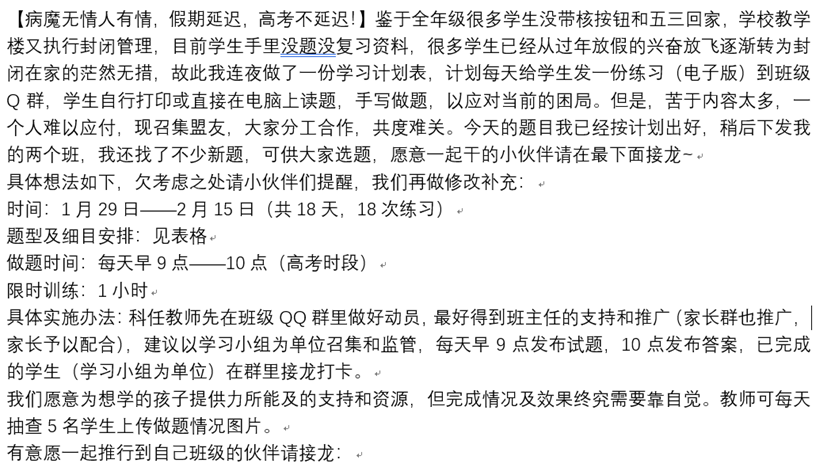 【病魔无情人有情，假期延迟，高考不延迟！】鉴于全年级很多学生没带核按钮和五三回家，学校教学
楼又执行封闭管理，目前学生手里没题没复习资料，很多学生已经从过年放假的兴奋放飞逐渐转为封
闭在家的茫然无措，故此我连夜做了一份学习计划表，计划每天给学生发一份练习（电子版）到班级
Q 群，学生自行打印或直接在电脑上读题，手写做题，以应对当前的困局。但是，苦于内容太多，一
个人难以应付，现召集盟友，大家分工合作，共度难关。今天的题目我已经按计划出好，稍后下发我
的两个班，我还找了不少新题，可供大家选题，愿意一起干的小伙伴请在最下面接龙~
具体想法如下，欠考虑之处请小伙伴们提醒，我们再做修改补充：
时间：1 月 29 日——2 月 15 日（共 18 天，18 次练习）
题型及细目安排：见表格
做题时间：每天早 9 点——10 点（高考时段）
限时训练：1 小时
具体实施办法：科任教师先在班级 QQ 群里做好动员，最好得到班主任的支持和推广（家长群也推广，
家长予以配合），建议以学习小组为单位召集和监管，每天早 9 点发布试题，10 点发布答案，已完成
的学生（学习小组为单位）在群里接龙打卡。
我们愿意为想学的孩子提供力所能及的支持和资源，但完成情况及效果终究需要靠自觉。教师可每天
抽查 5 名学生上传做题情况图片。
有意愿一起推行到自己班级的伙伴请接龙：